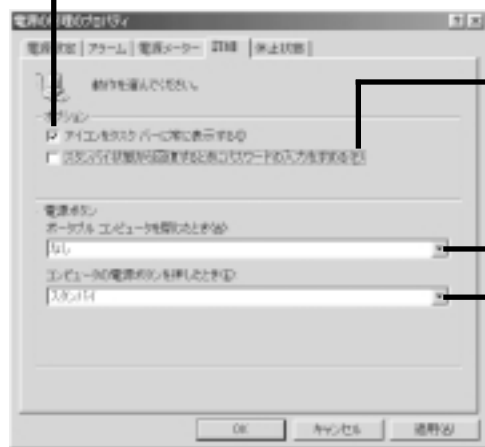 電源の管理のプロパティ
電源設定 アラーム 電源メーター 詳細 休止状態
動作を選んでください。
オプション
アイコンをタスク バーに常に表示する
スタンバイ状態から回復するときにパスワードの入力を求める(P)
電源ボタン
ポータブル コンピュータを閉じたとき(W)
なし
コンピュータの電源ボタンを押したとき(E)
スタンバイ
OK キャンセル 適用(A)